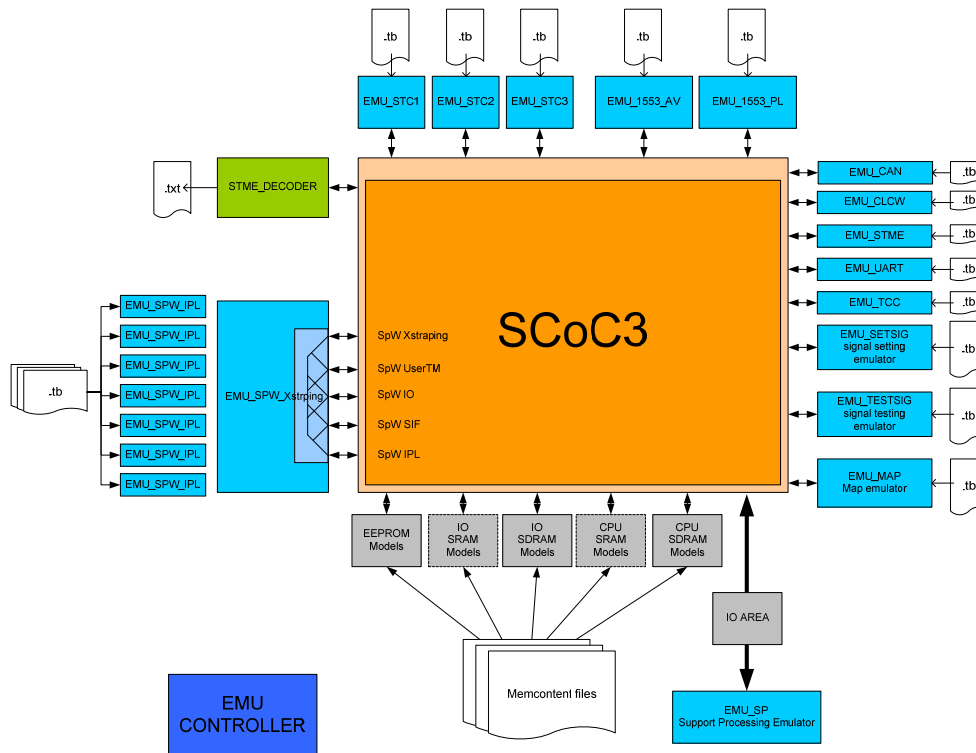 .tb
.tb
.tb
.tb
.tb
EMU_STC1
EMU_STC2
EMU_STC3
EMU_1553_AV
EMU_1553_PL
.txt
STME_DECODER
EMU_CAN
.tb
EMU_CLCW
.tb
EMU_STME
.tb
EMU_UART
.tb
EMU_TCC
.tb
EMU_SETSIG
signal setting
emulator
.tb
EMU_TESTSIG
signal testing
emulator
.tb
EMU_MAP
Map emulator
.tb
SCoC3
SpW Xstraping
SpW UserTM
SpW IO
SpW SIF
SpW IPL
EMU_SPW_Xstrping
EMU_SPW_IPL
EMU_SPW_IPL
EMU_SPW_IPL
EMU_SPW_IPL
EMU_SPW_IPL
EMU_SPW_IPL
EMU_SPW_IPL
.tb
EEPROM
Models
IO
SRAM
Models
IO
SDRAM
Models
CPU
SRAM
Models
CPU
SDRAM
Models
IO AREA
Memcontent files
EMU
CONTROLLER
EMU_SP
Support Processing Emulator